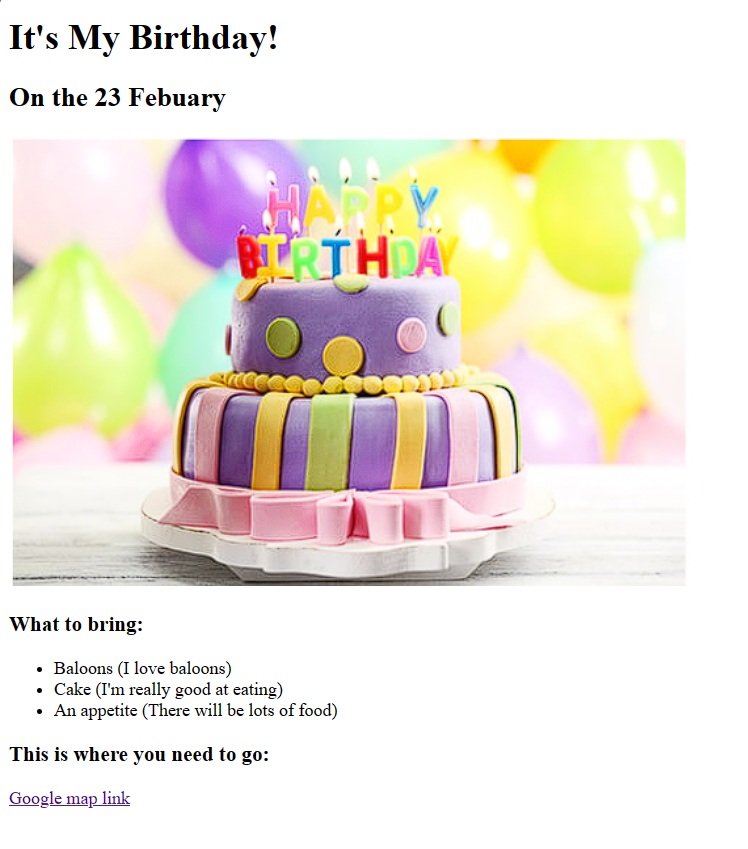 It's My Birthday!
On the 23 Febuary
HAPPY
BIRTHDAY
What to bring:
Baloons (I love baloons)
Cake (I'm really good at eating)
An appetite (There will be lots of food)
This is where you need to go:
Google map link